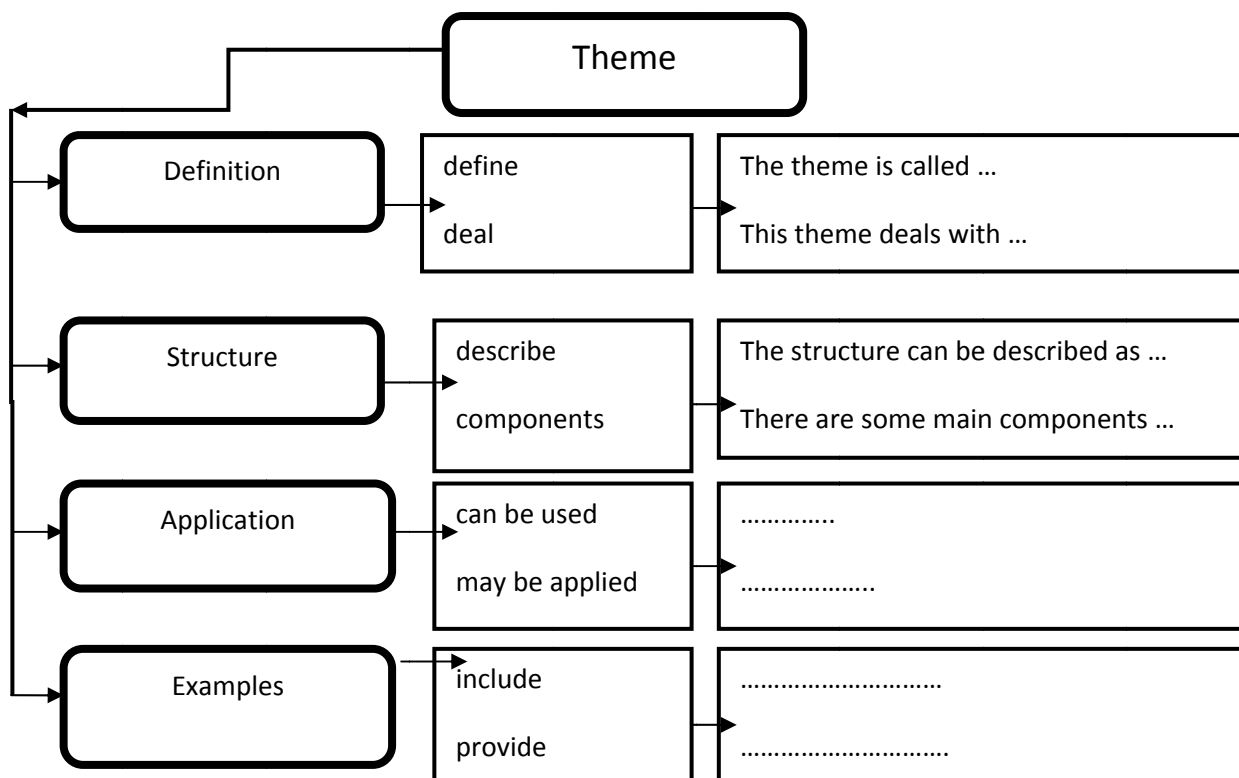 Theme
Definition
define
deal
The theme is called …
This theme deals with …
Structure
describe
components
The structure can be described as …
There are some main components …
Application
can be used
may be applied
…………..
………………..
Examples
include
provide
…………………………
………………………….